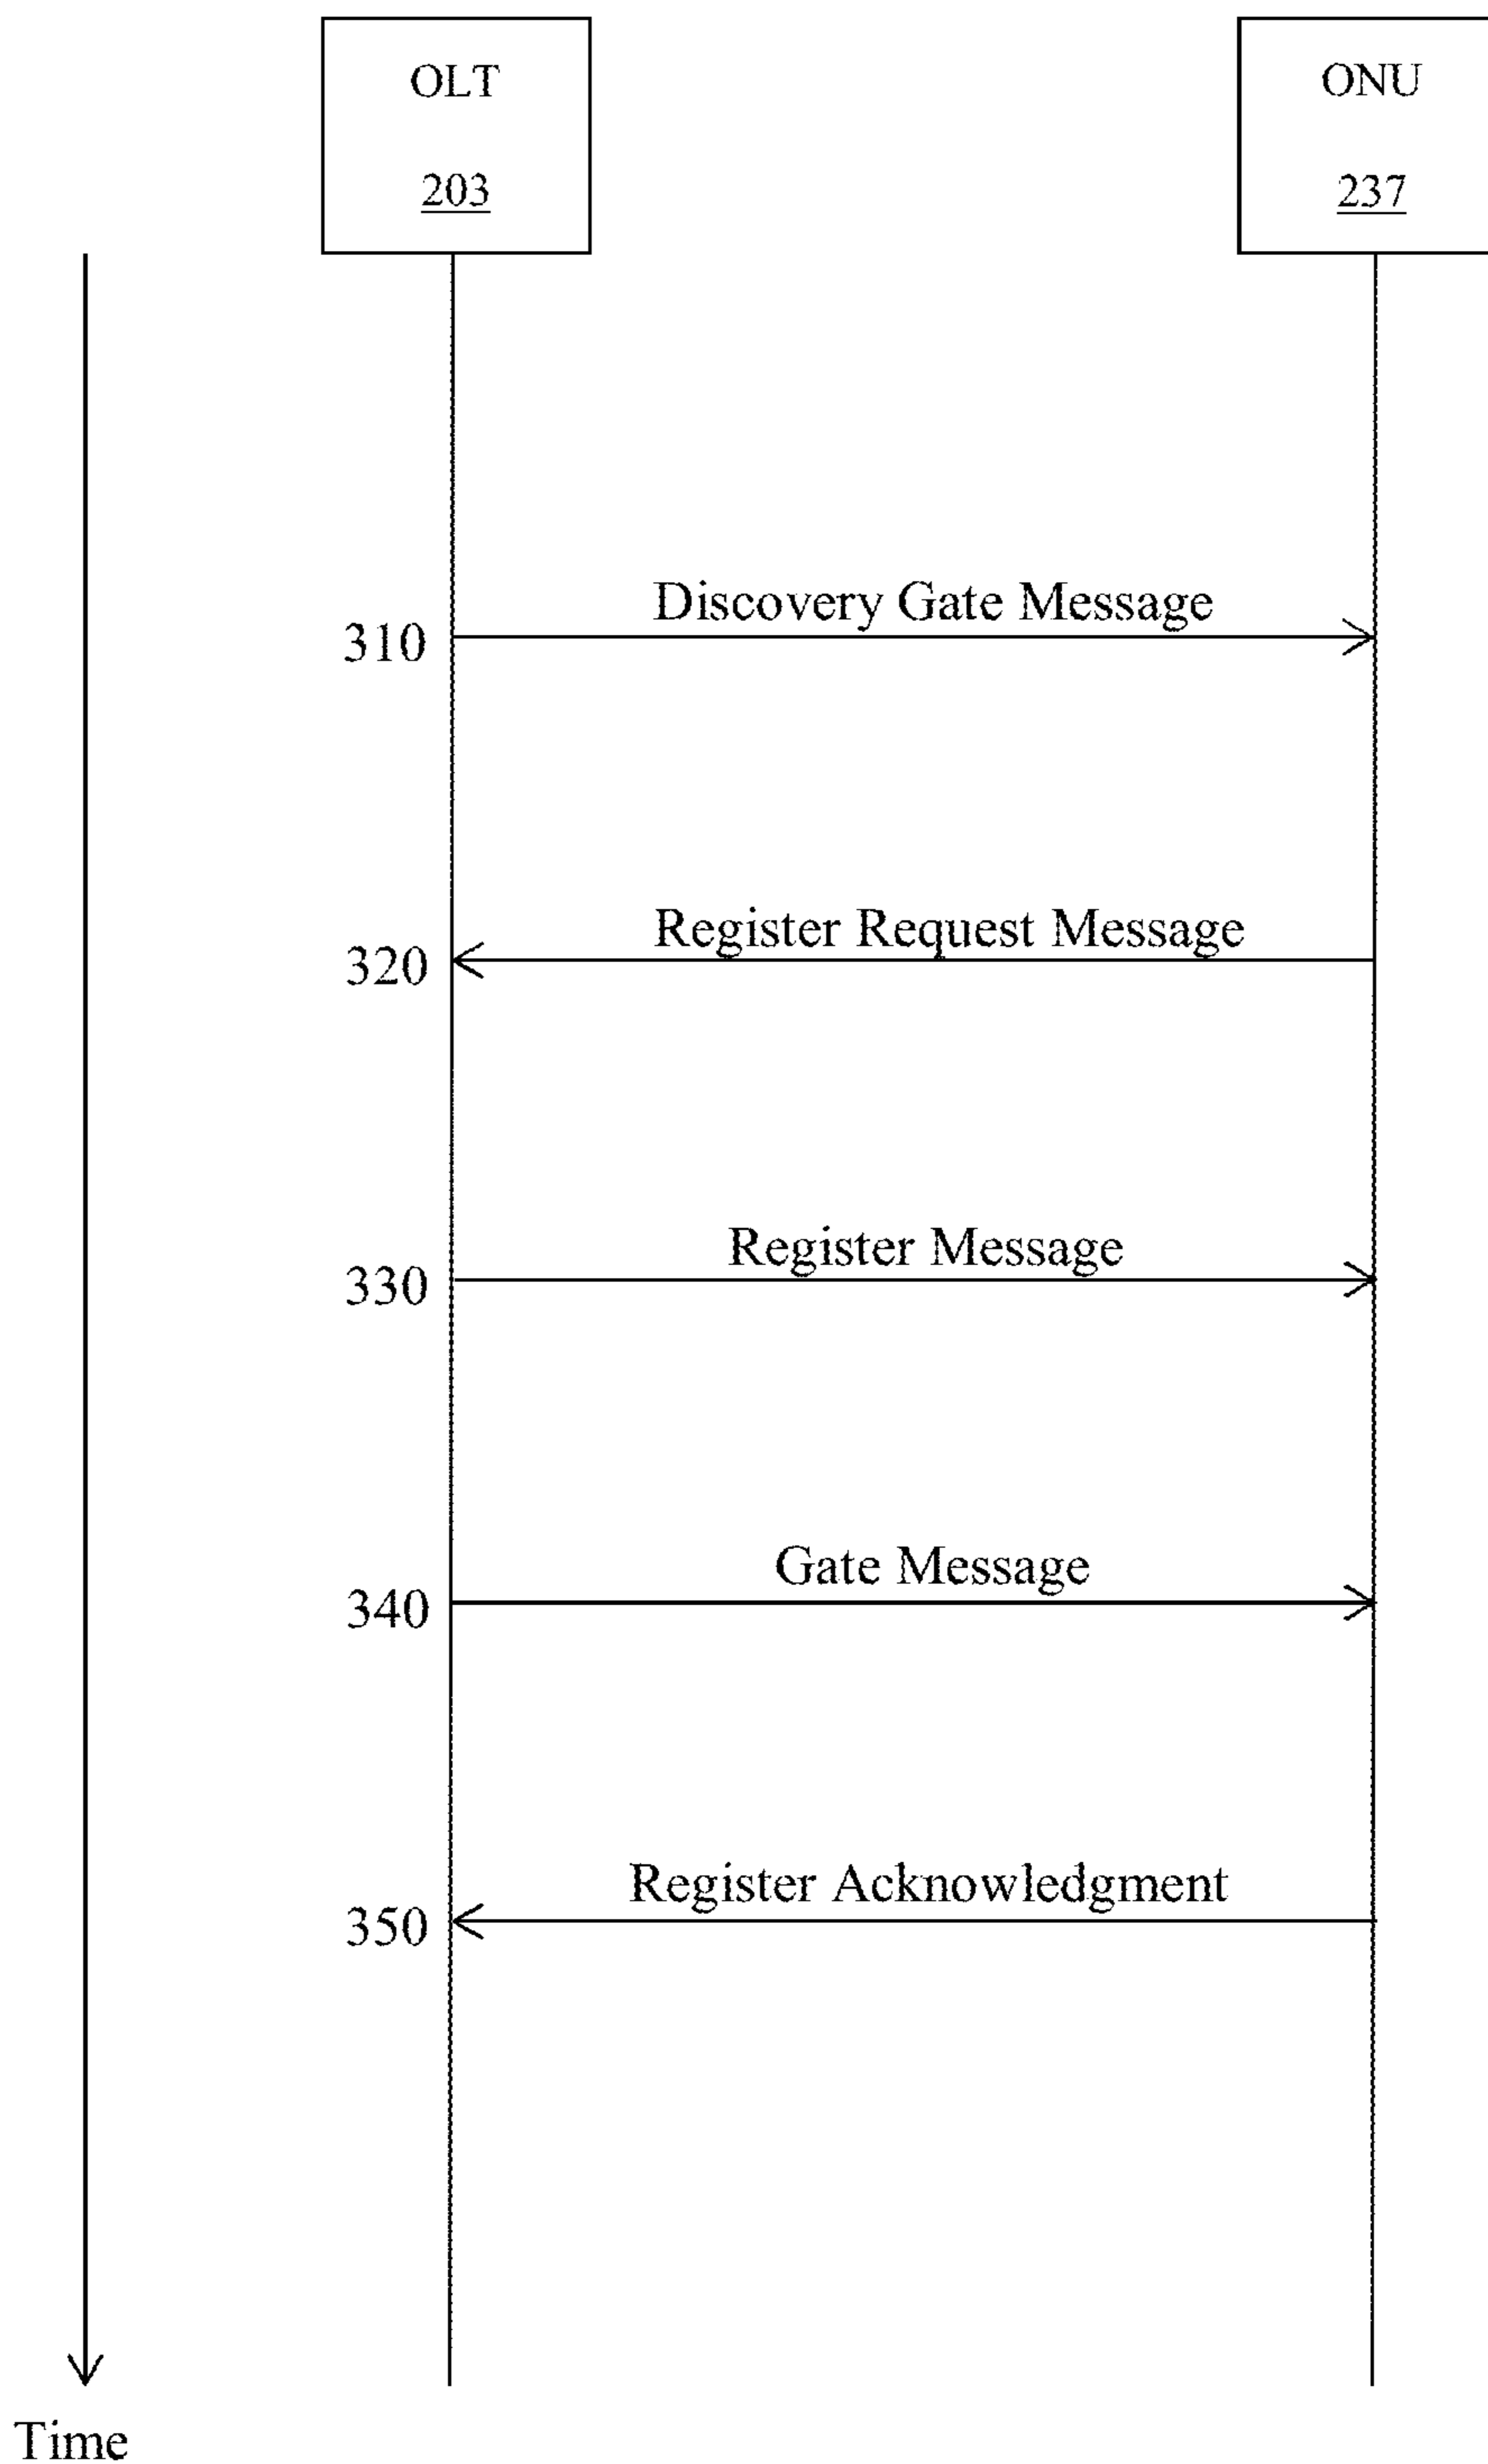 OLT
203
ONU
237
Discovery Gate Message
310
Register Request Message
320
Register Message
330
Gate Message
340
Register Acknowledgment
350
Time